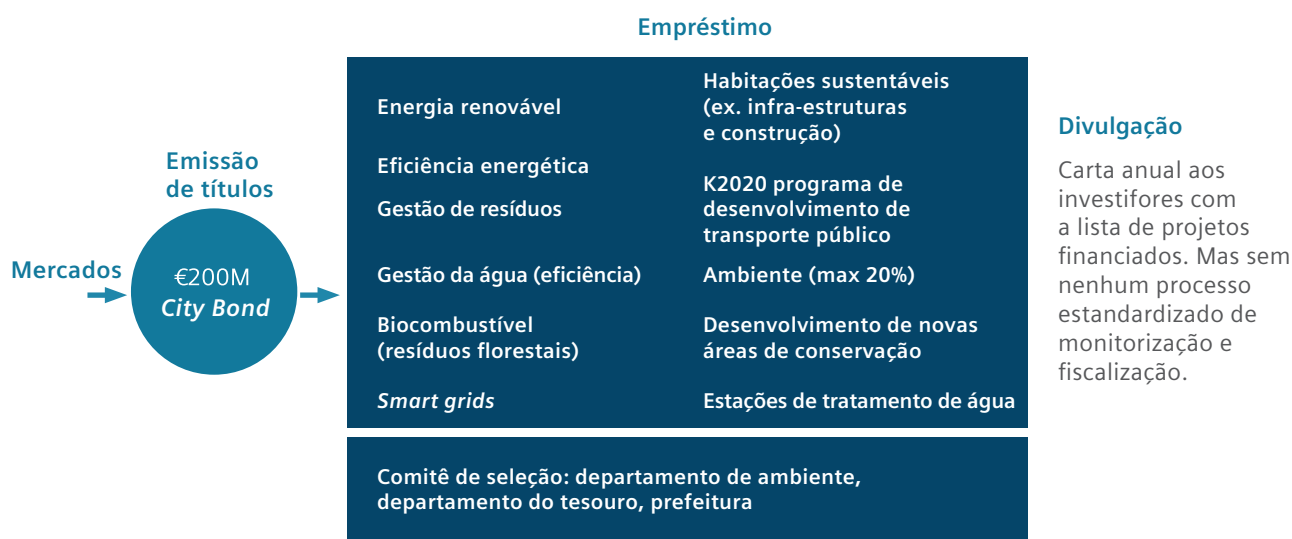 Empréstimo
Mercados
Emissão
de títulos
€200M
City Bond
Energia renovável
Eficiência energética
Gestão de resíduos
Gestão da água (eficiência)
Biocombustível
(resíduos florestais)
Smart grids
Habitações sustentáveis
(ex. infra-estruturas
e construção)
K2020 programa de
desenvolvimento de
transporte público
Ambiente (max 20%)
Desenvolvimento de novas
áreas de conservação
Estações de tratamento de água
Comitê de seleção: departamento de ambiente,
departamento do tesouro, prefeitura
Divulgação
Carta anual aos
investifores com
a lista de projetos
financiados. Mas sem
nenhum processo
estandardizado de
monitorização e
fiscalização.